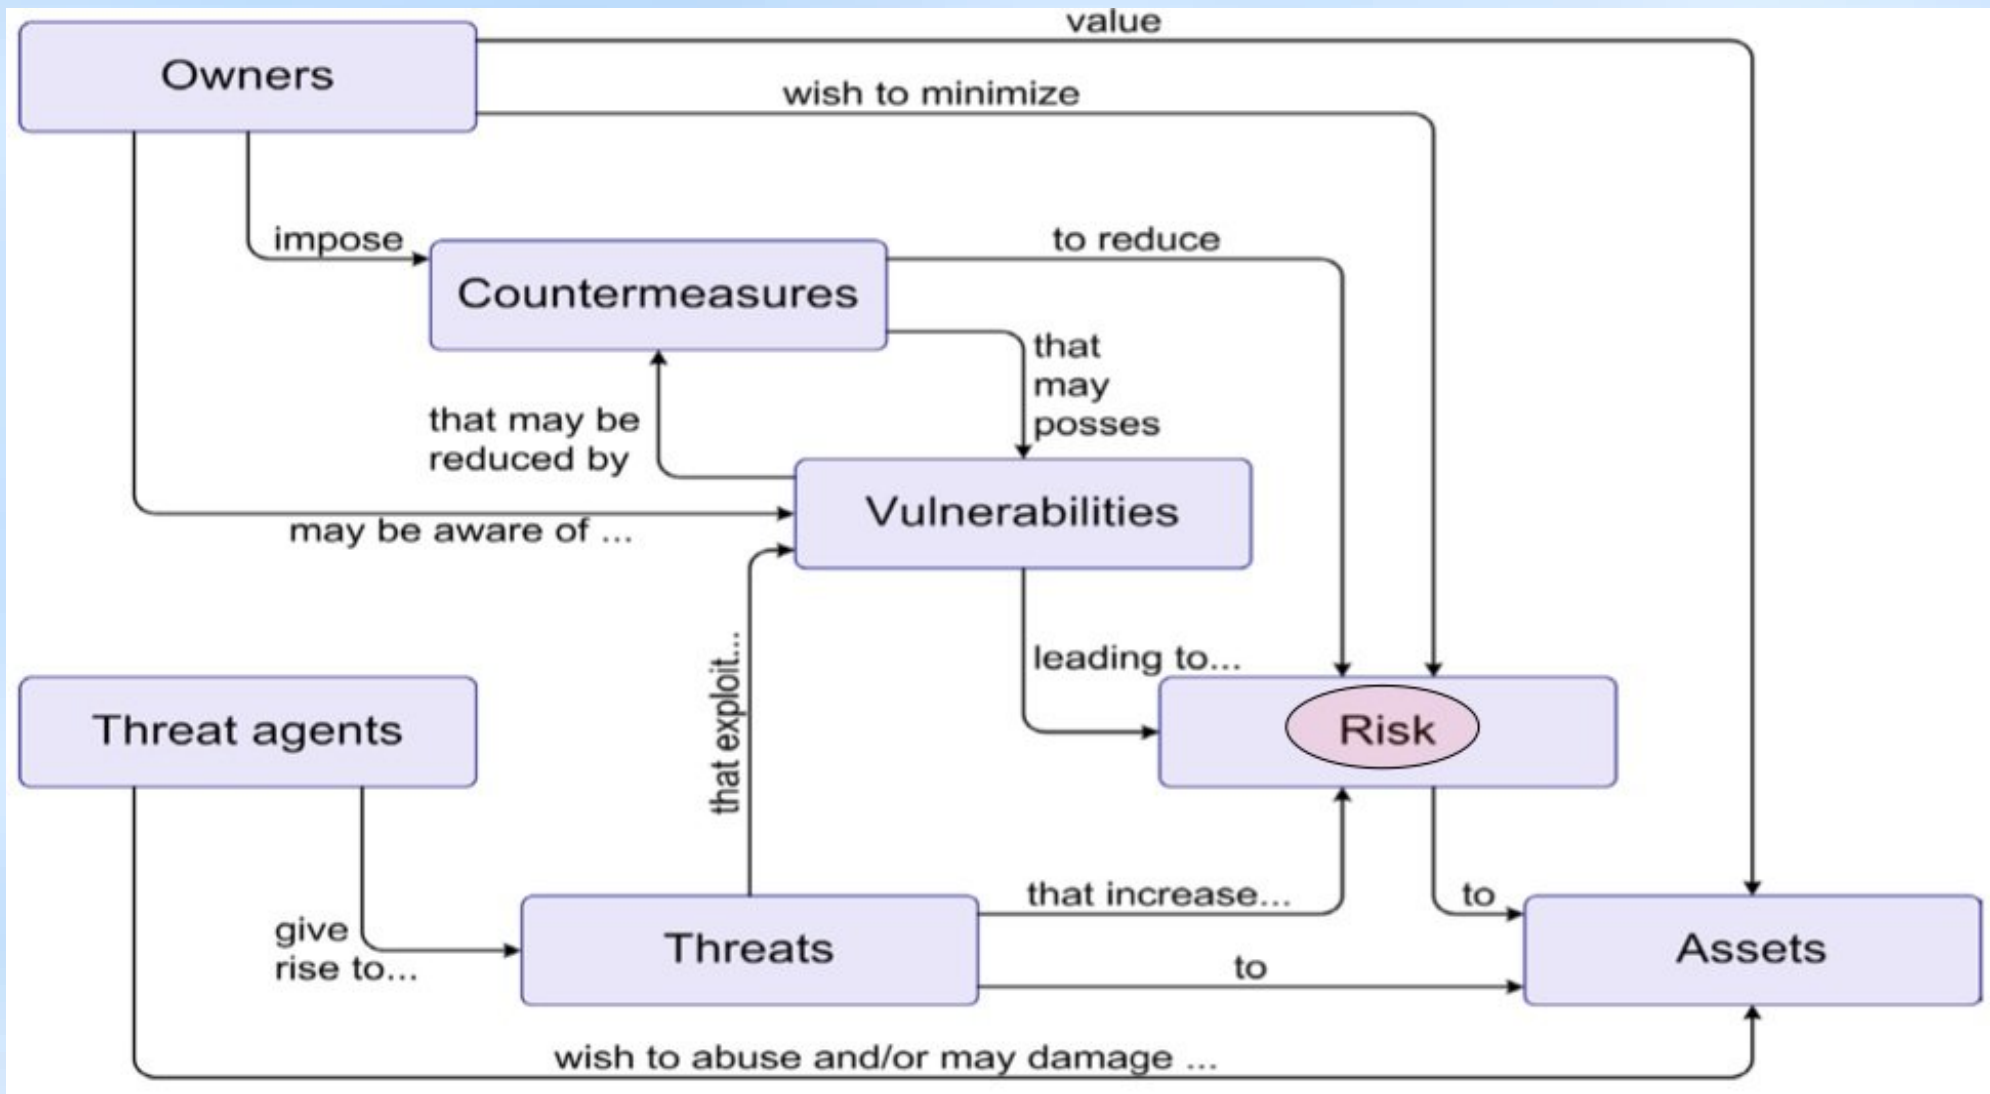 value
Owners
wish to minimize
impose
to reduce
Countermeasures
that
may
posses
that may be
reduced by
Vulnerabilities
may be aware of ...
that exploit...
leading to...
Threat agents
Risk
that increase...
to
give
rise to...
Threats
Assets
to
wish to abuse and/or may damage ...